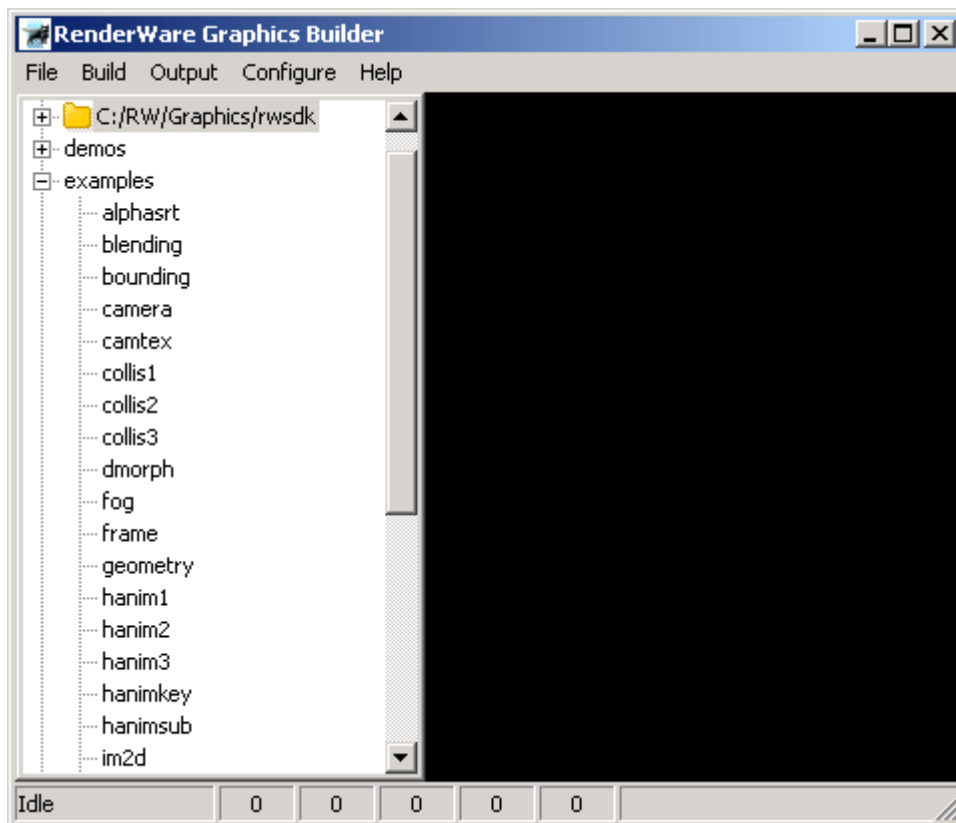 RenderWare Graphics Builder
File Build Output Configure Help
C:/RW/Graphics/rwsdk
demos
examples
alphasrt
blending
bounding
camera
camtex
collis1
collis2
collis3
dmorph
fog
frame
geometry
hanim1
hanim2
hanim3
hanimkey
hanimsub
im2d
Idle 0 0 0 0 0